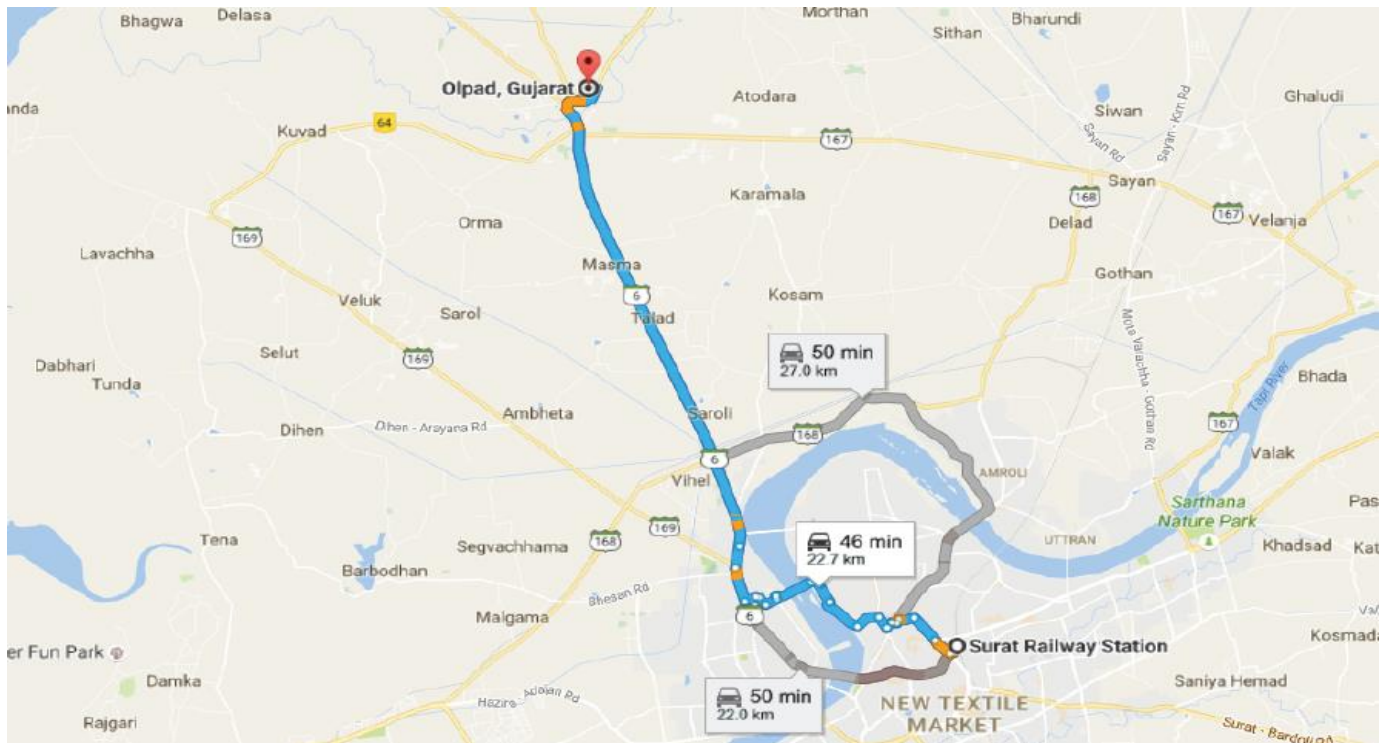 Bhagwa
Delasa
Morthan
Bharundi
Sithan
Olpad, Gujarat
Atodara
Siwan
Ghaludi
anda
Kuvad
64
167
Sayan Rd
Sayan - Kim Rd
Sayan
Karamala
168
Orma
Delad
167
Velanja
169
Lavachha
Masma
Gothan
6
Kosam
Veluk
Sarol
Talad
Mota Varachha - Gothan Rd
50 min
27.0 km
Selut
169
Dabhari
Tunda
Bhada
Tapi River
Ambheta
Saroli
Dihen
Dihen - Arayana Rd
168
167
6
Valak
Vihel
AMROLI
Sarthana
Nature Park
Pas
169
Tena
168
Segvachhama
46 min
22.7 km
UTTRAN
Khadsad
Kat
Barbodhan
Bhesan Rd
Malgama
6
Surat Railway Station
Kosmada
er Fun Park
Damka
Saniya Hemad
50 min
22.0 km
Hazira
Adajan Rd
NEW TEXTILE
MARKET
Rajgari
Surat - Bardoli Rd